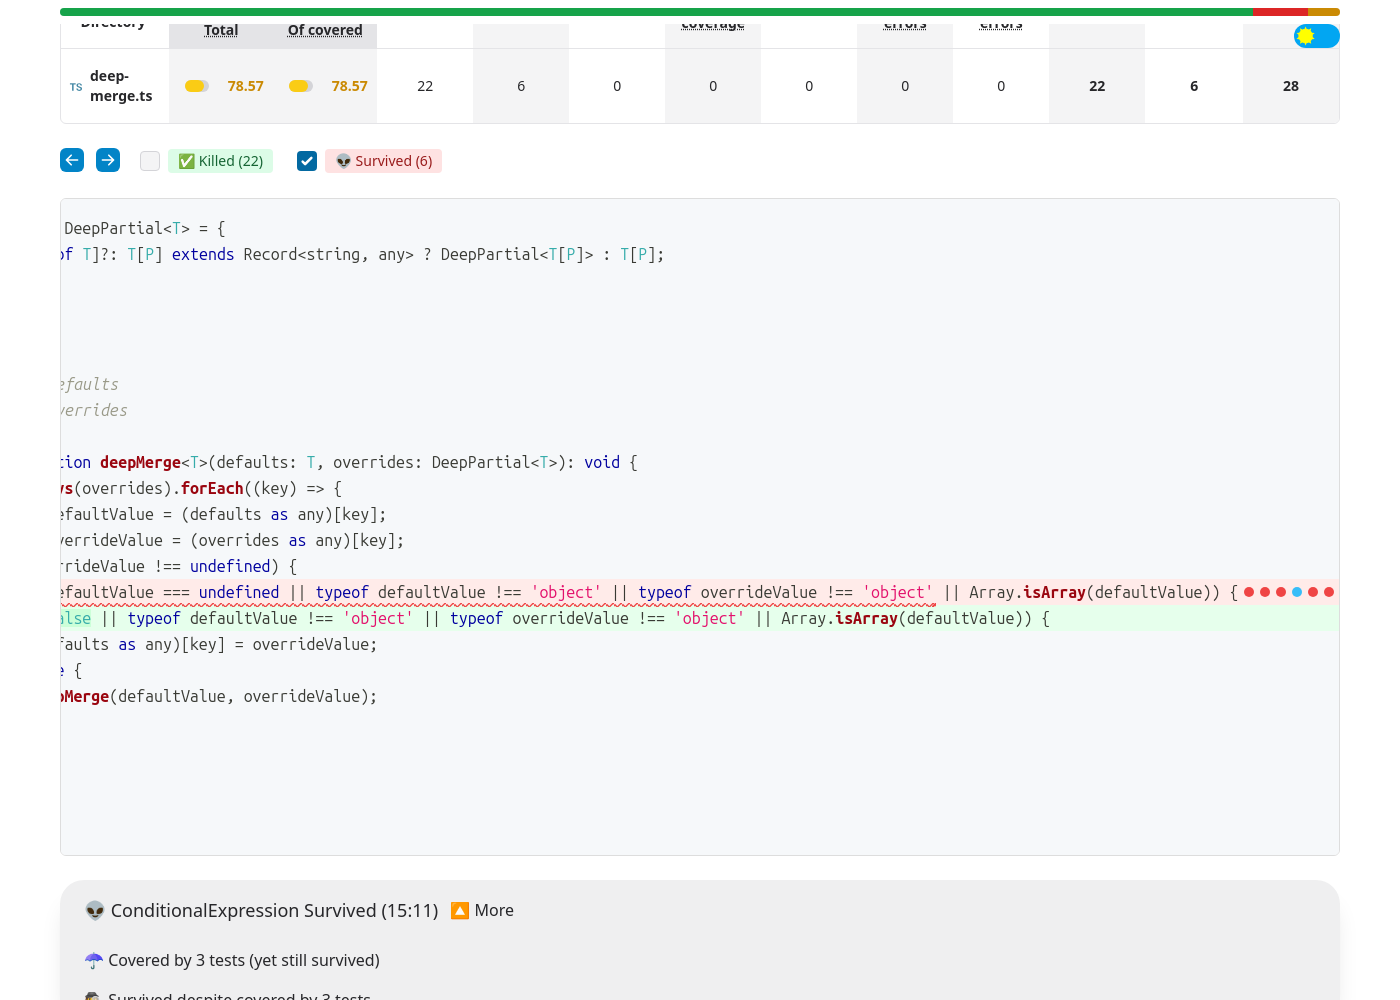 Directory
Total Of covered coverage errors errors
TS deep-merge.ts 78.57 78.57 22 6 0 0 0 0 0 22 6 28
✅ Killed (22) 👽 Survived (6)
DeepPartial<T> = {
of T]?: T[P] extends Record<string, any> ? DeepPartial<T[P]> : T[P];
efaults
verrides
tion deepMerge<T>(defaults: T, overrides: DeepPartial<T>): void {
ys(overrides).forEach((key) => {
efaultValue = (defaults as any)[key];
verrideValue = (overrides as any)[key];
rrideValue !== undefined) {
efaultValue === undefined || typeof defaultValue !== 'object' || typeof overrideValue !== 'object' || Array.isArray(defaultValue)) {
alse || typeof defaultValue !== 'object' || typeof overrideValue !== 'object' || Array.isArray(defaultValue)) {
faults as any)[key] = overrideValue;
e {
pMerge(defaultValue, overrideValue);
👽 ConditionalExpression Survived (15:11) 🔼 More
☂️ Covered by 3 tests (yet still survived)
🕵️ Survived despite covered by 3 tests